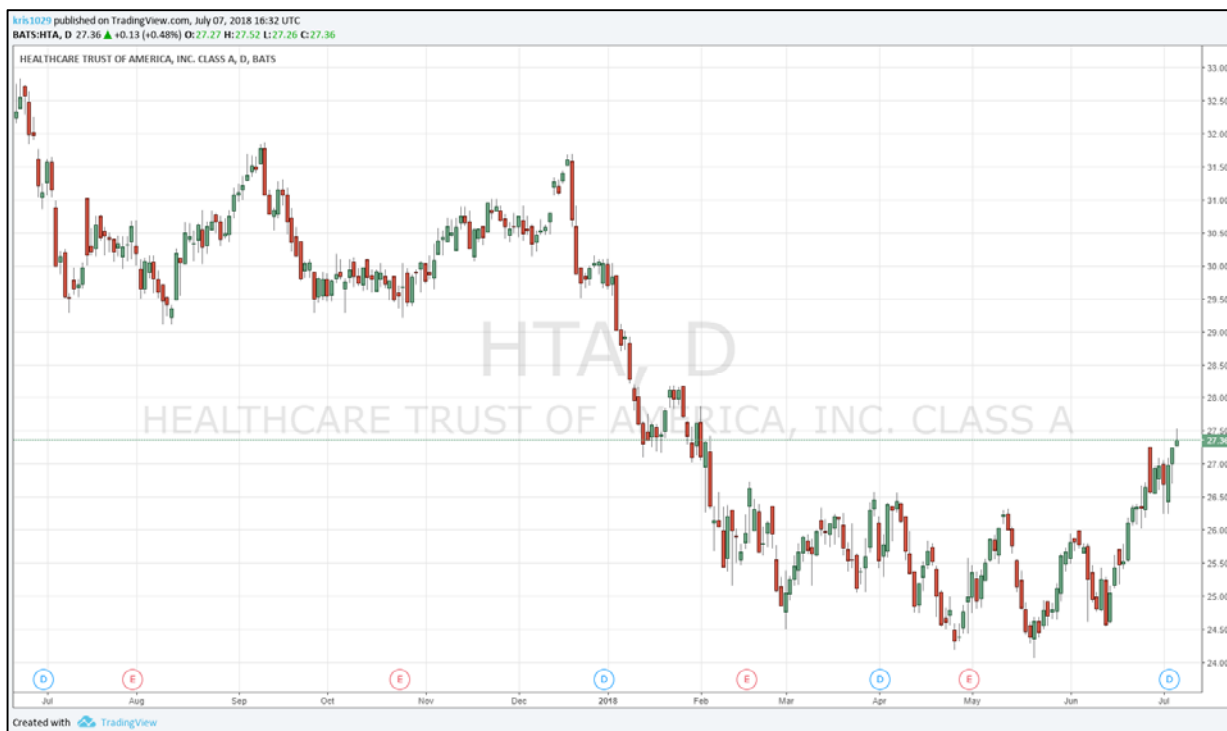 kris1029 published on TradingView.com, July 07, 2018 16:32 UTC
BATS:HTA, D 27.36 ▲ +0.13 (+0.48%) O:27.27 H:27.52 L:27.26 C:27.36
HEALTHCARE TRUST OF AMERICA, INC. CLASS A, D, BATS
33.00
32.50
32.00
31.50
31.00
30.50
30.00
29.50
29.00
28.50
28.00
27.50
27.36
27.00
26.50
26.00
25.50
25.00
24.50
24.00
HTA, D
HEALTHCARE TRUST OF AMERICA, INC. CLASS A
D E E D E D E D
Jul Aug Sep Oct Nov Dec 2018 Feb Mar Apr May Jun Jul
Created with TradingView